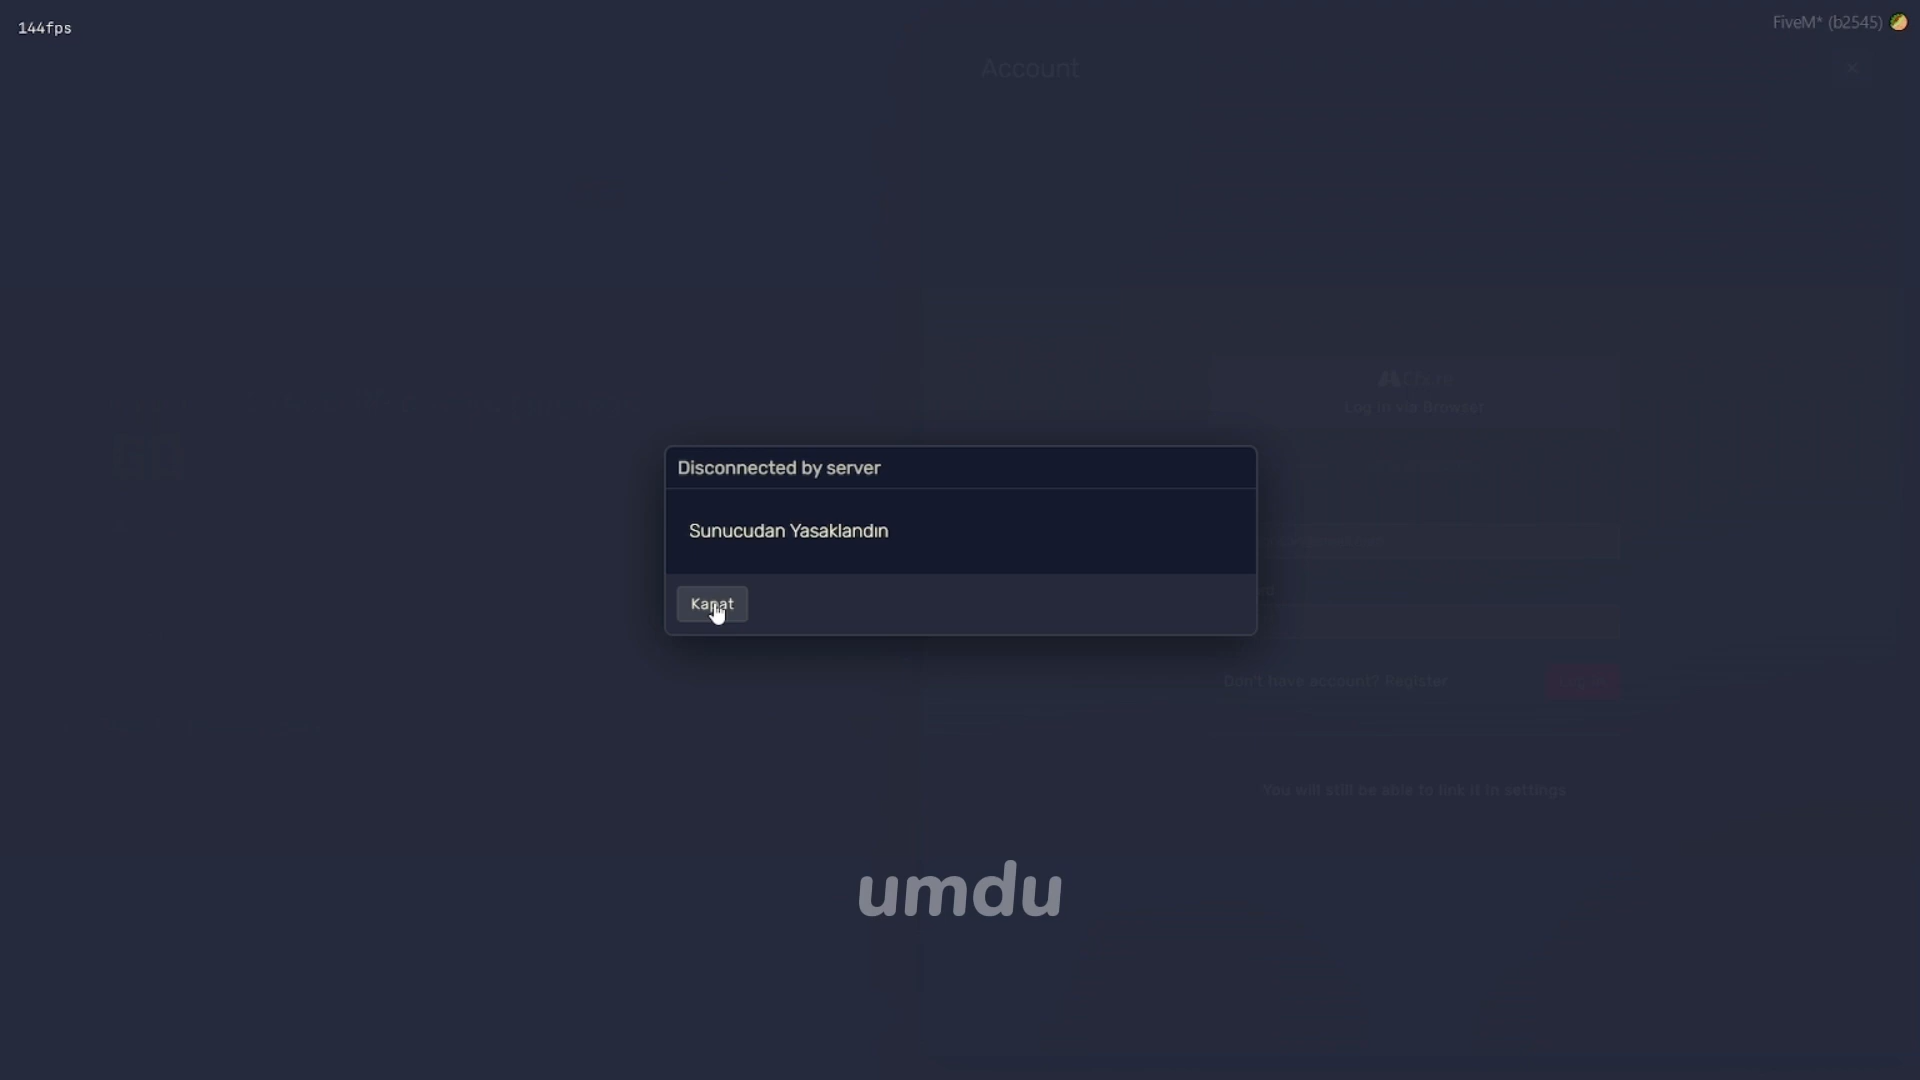 144fps
FiveM* (b2545)
Account
Log in via Browser
Disconnected by server
Sunucudan Yasaklandın
Kapat
Don't have account? Register
You will still be able to link it in settings
umdu